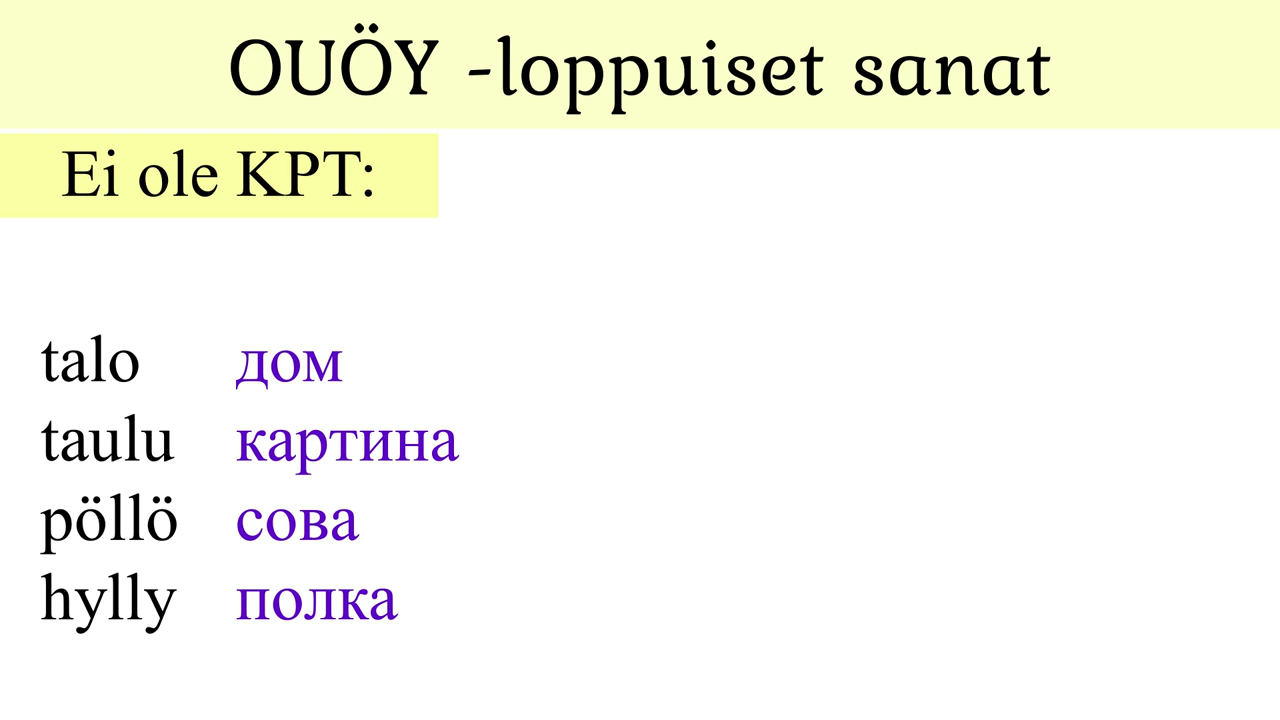 OUÖY -loppuiset sanat
Ei ole KPT:
talo дом
taulu картина
pöllö сова
hylly полка